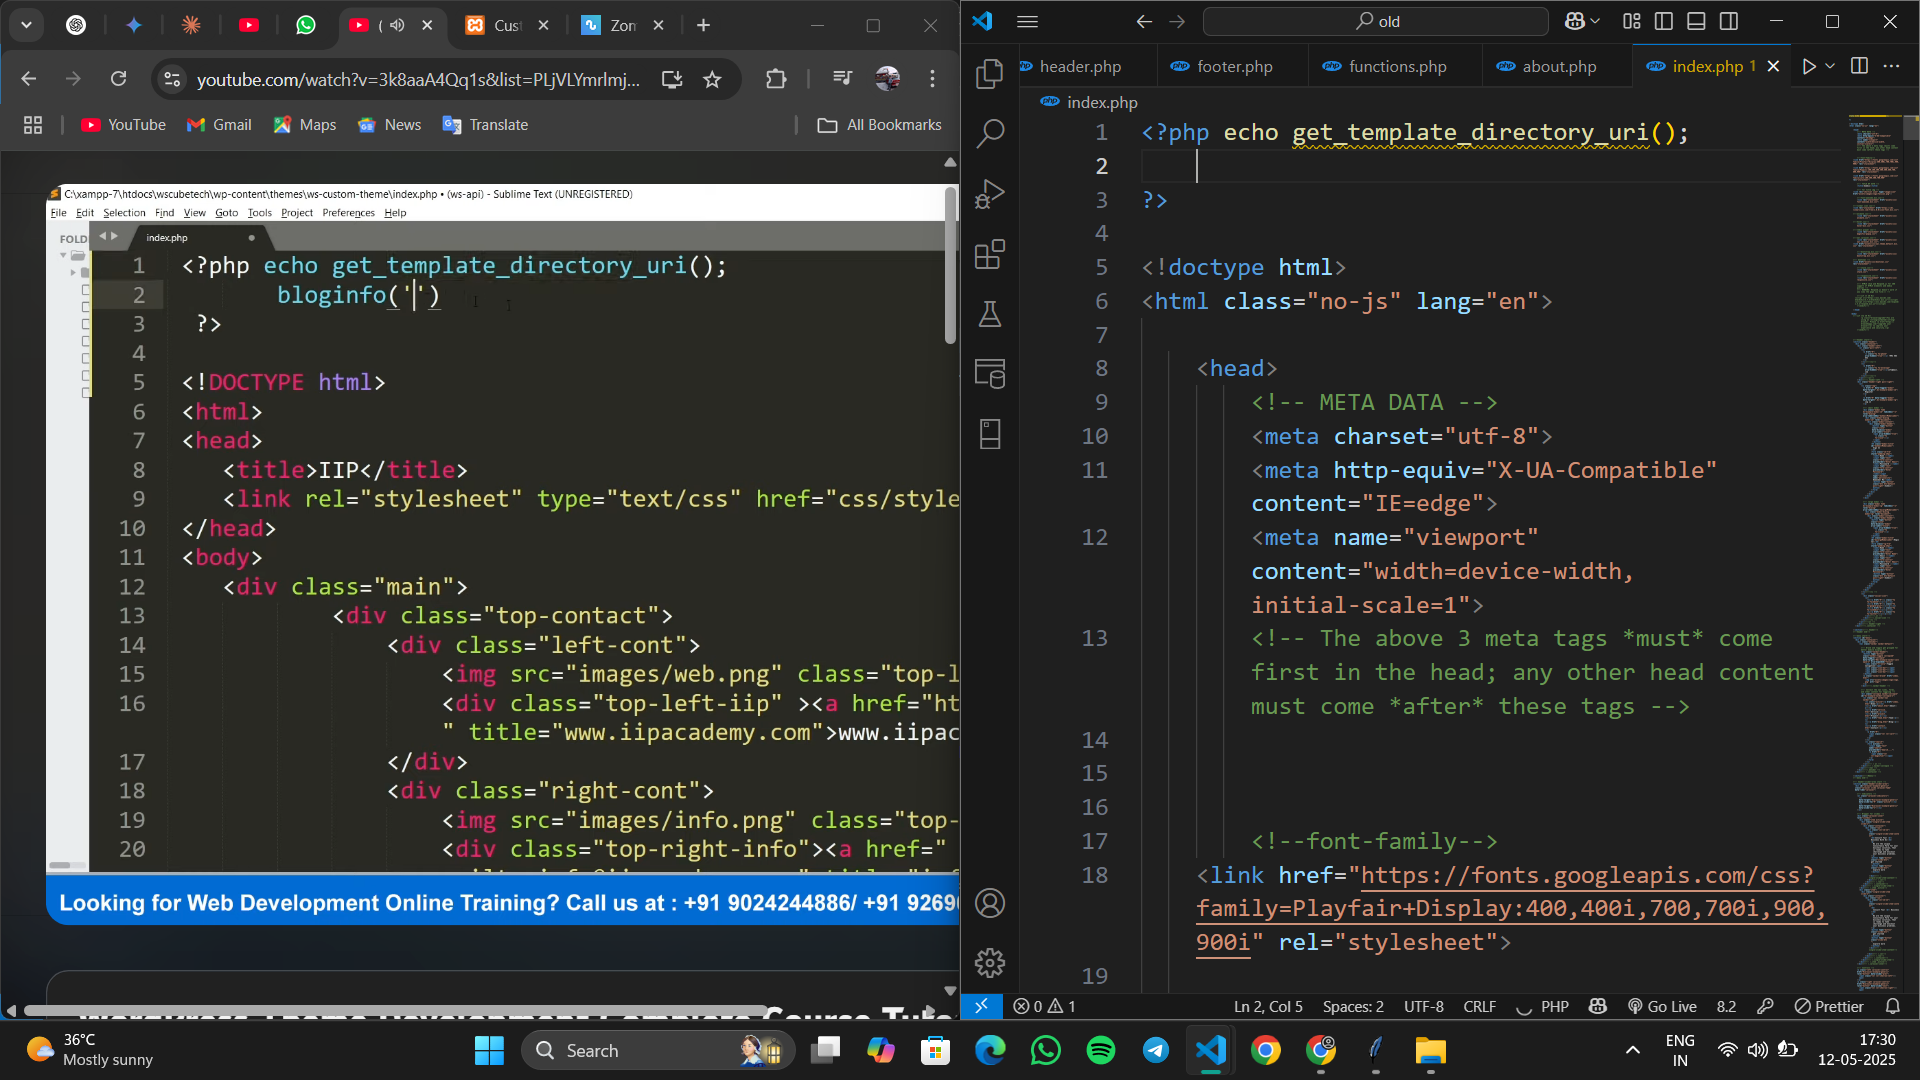 Cus
Zon
youtube.com/watch?v=3k8aaA4Qq1s&list=PLjVLYmrlmj...
YouTube
Gmail
Maps
News
Translate
All Bookmarks
C:\xampp-7\htdocs\wscubetech\wp-content\themes\ws-custom-theme\index.php • (ws-api) - Sublime Text (UNREGISTERED)
File Edit Selection Find View Goto Tools Project Preferences Help
FOLD
index.php
1 <?php echo get_template_directory_uri();
2 bloginfo('')
3 ?>
4
5 <!DOCTYPE html>
6 <html>
7 <head>
8 <title>IIP</title>
9 <link rel="stylesheet" type="text/css" href="css/style
10 </head>
11 <body>
12 <div class="main">
13 <div class="top-contact">
14 <div class="left-cont">
15 <img src="images/web.png" class="top-l
16 <div class="top-left-iip" ><a href="ht
" title="www.iipacademy.com">www.iipac
17 </div>
18 <div class="right-cont">
19 <img src="images/info.png" class="top-
20 <div class="top-right-info"><a href="
Looking for Web Development Online Training? Call us at : +91 9024244886/ +91 9269
old
header.php
footer.php
functions.php
about.php
index.php 1
index.php
1 <?php echo get_template_directory_uri();
2
3 ?>
4
5 <!doctype html>
6 <html class="no-js" lang="en">
7
8 <head>
9 <!-- META DATA -->
10 <meta charset="utf-8">
11 <meta http-equiv="X-UA-Compatible"
content="IE=edge">
12 <meta name="viewport"
content="width=device-width,
initial-scale=1">
13 <!-- The above 3 meta tags *must* come
first in the head; any other head content
must come *after* these tags -->
14
15
16
17 <!--font-family-->
18 <link href="https://fonts.googleapis.com/css?
family=Playfair+Display:400,400i,700,700i,900,
900i" rel="stylesheet">
19
0 1
Ln 2, Col 5
Spaces: 2
UTF-8
CRLF
PHP
Go Live
8.2
Prettier
36°C
Mostly sunny
Search
ENG
IN
17:30
12-05-2025